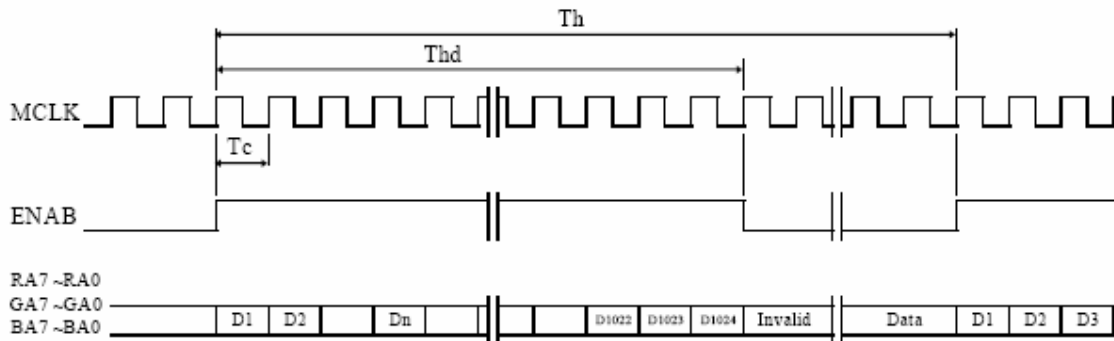 Th
Thd
MCLK
Tc
ENAB
RA7 ~RA0
GA7 ~GA0
BA7 ~BA0
D1 D2 Dn D1022 D1023 D1024 Invalid Data D1 D2 D3